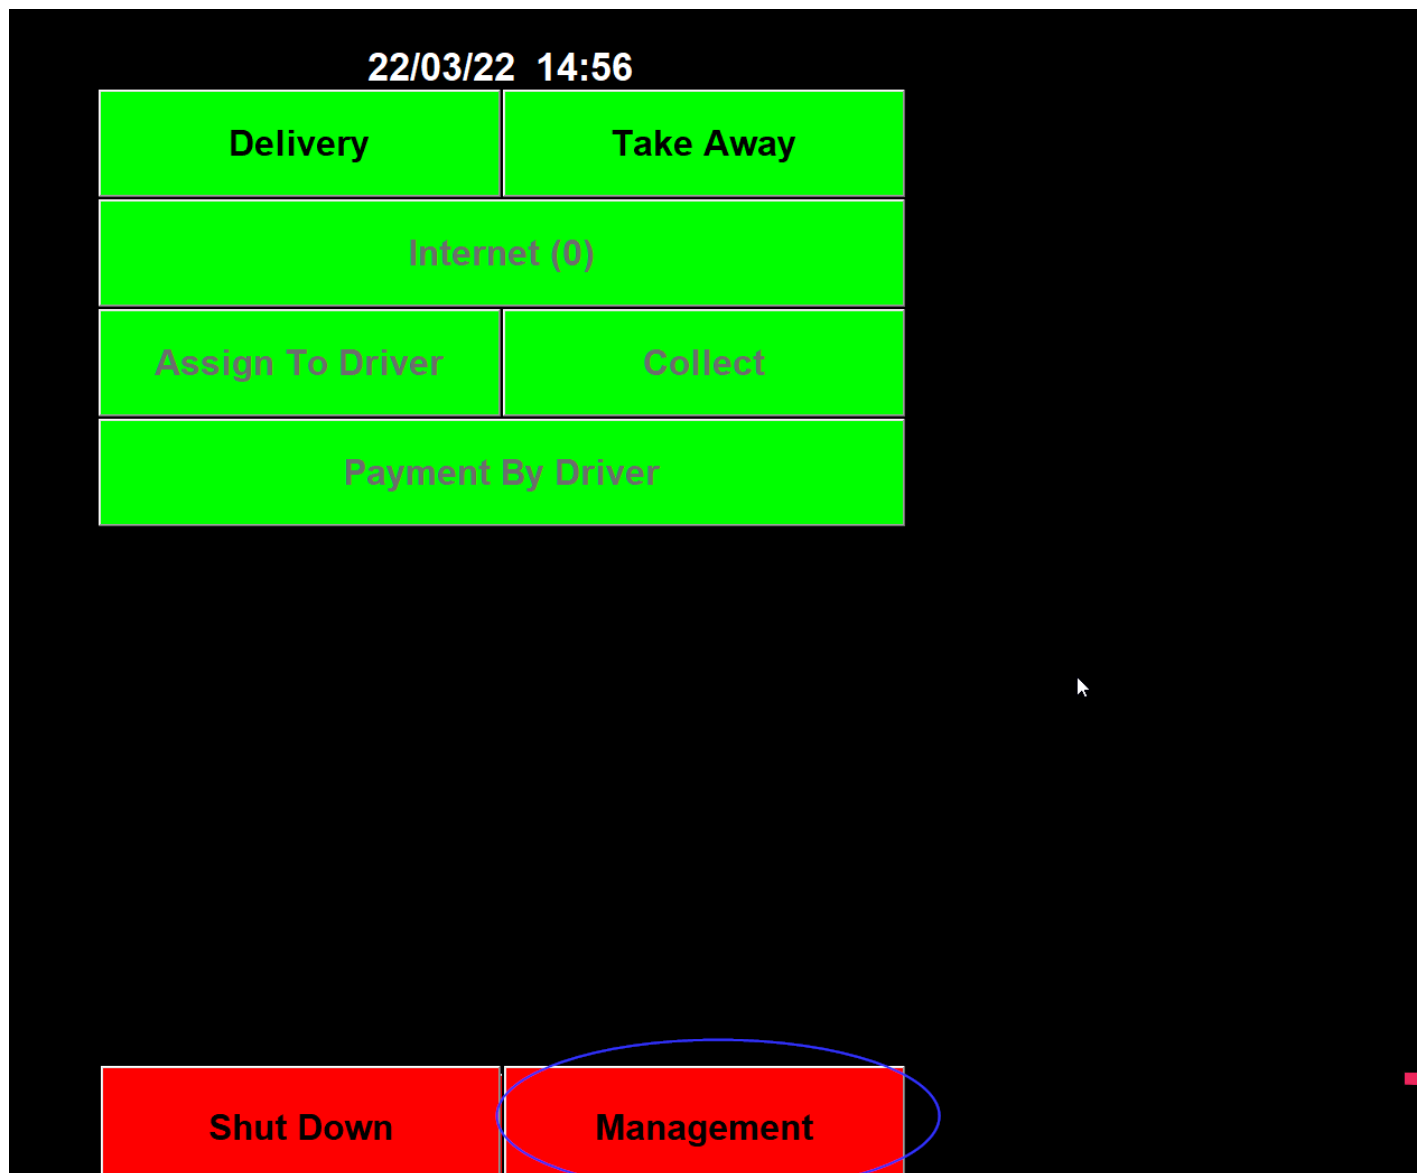 22/03/22 14:56
Delivery
Take Away
Internet (0)
Assign To Driver
Collect
Payment By Driver
Shut Down
Management